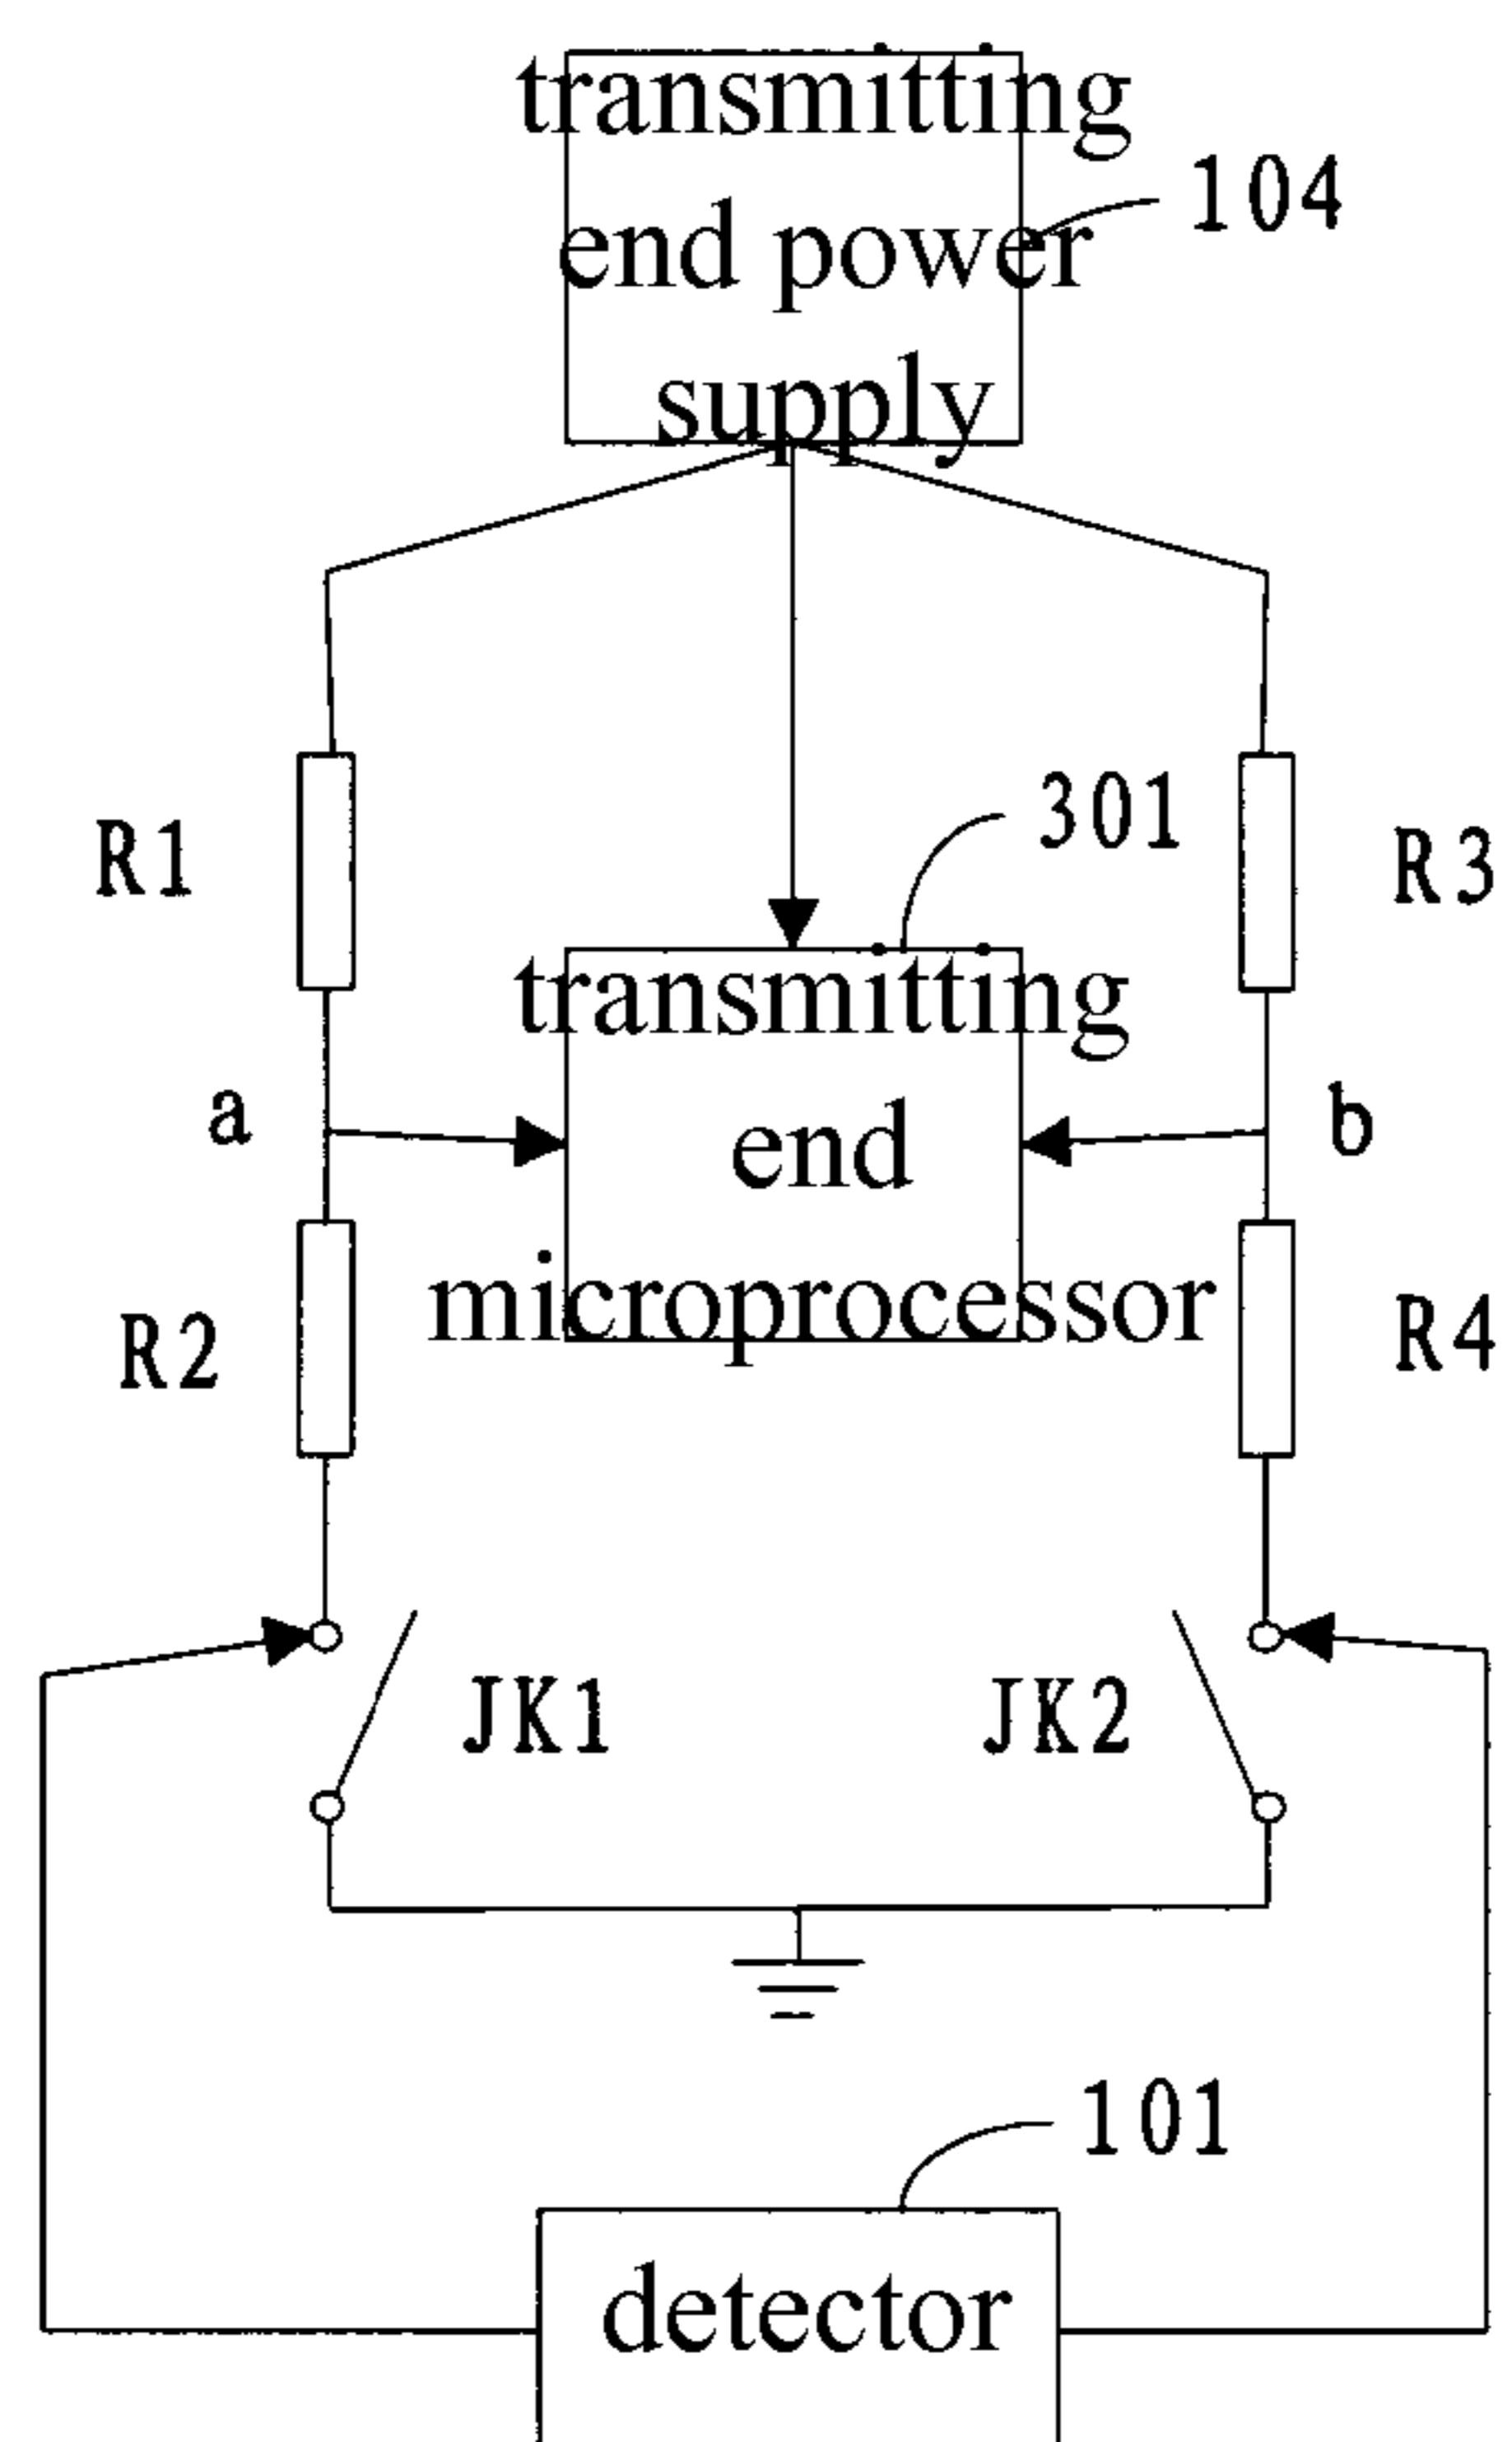 transmitting
end power
supply
104
R1
301
R3
transmitting
end
microprocessor
a
b
R2
R4
JK1
JK2
101
detector